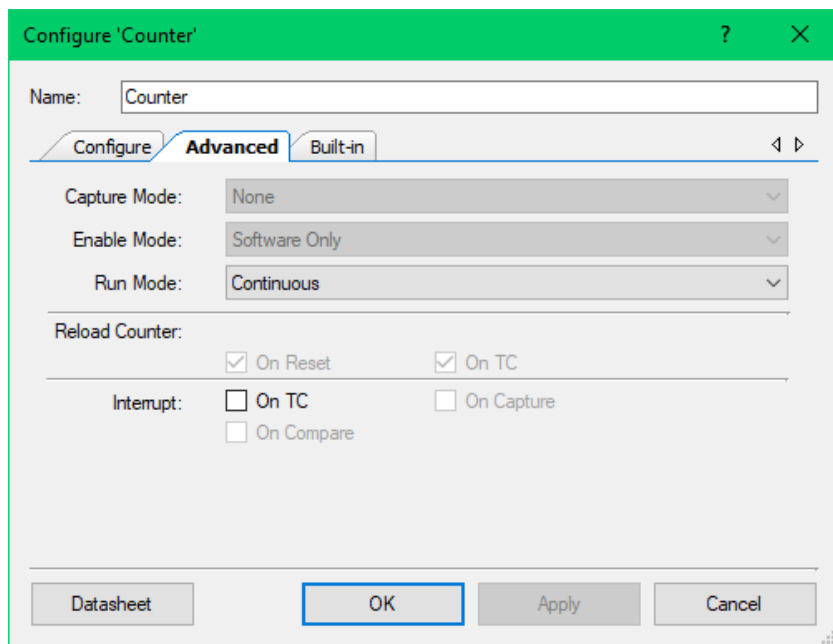 Configure 'Counter' ?
Name: Counter
Configure Advanced Built-in
Capture Mode: None
Enable Mode: Software Only
Run Mode: Continuous
Reload Counter:
On Reset On TC
Interrupt: On TC On Capture
On Compare
Datasheet OK Apply Cancel